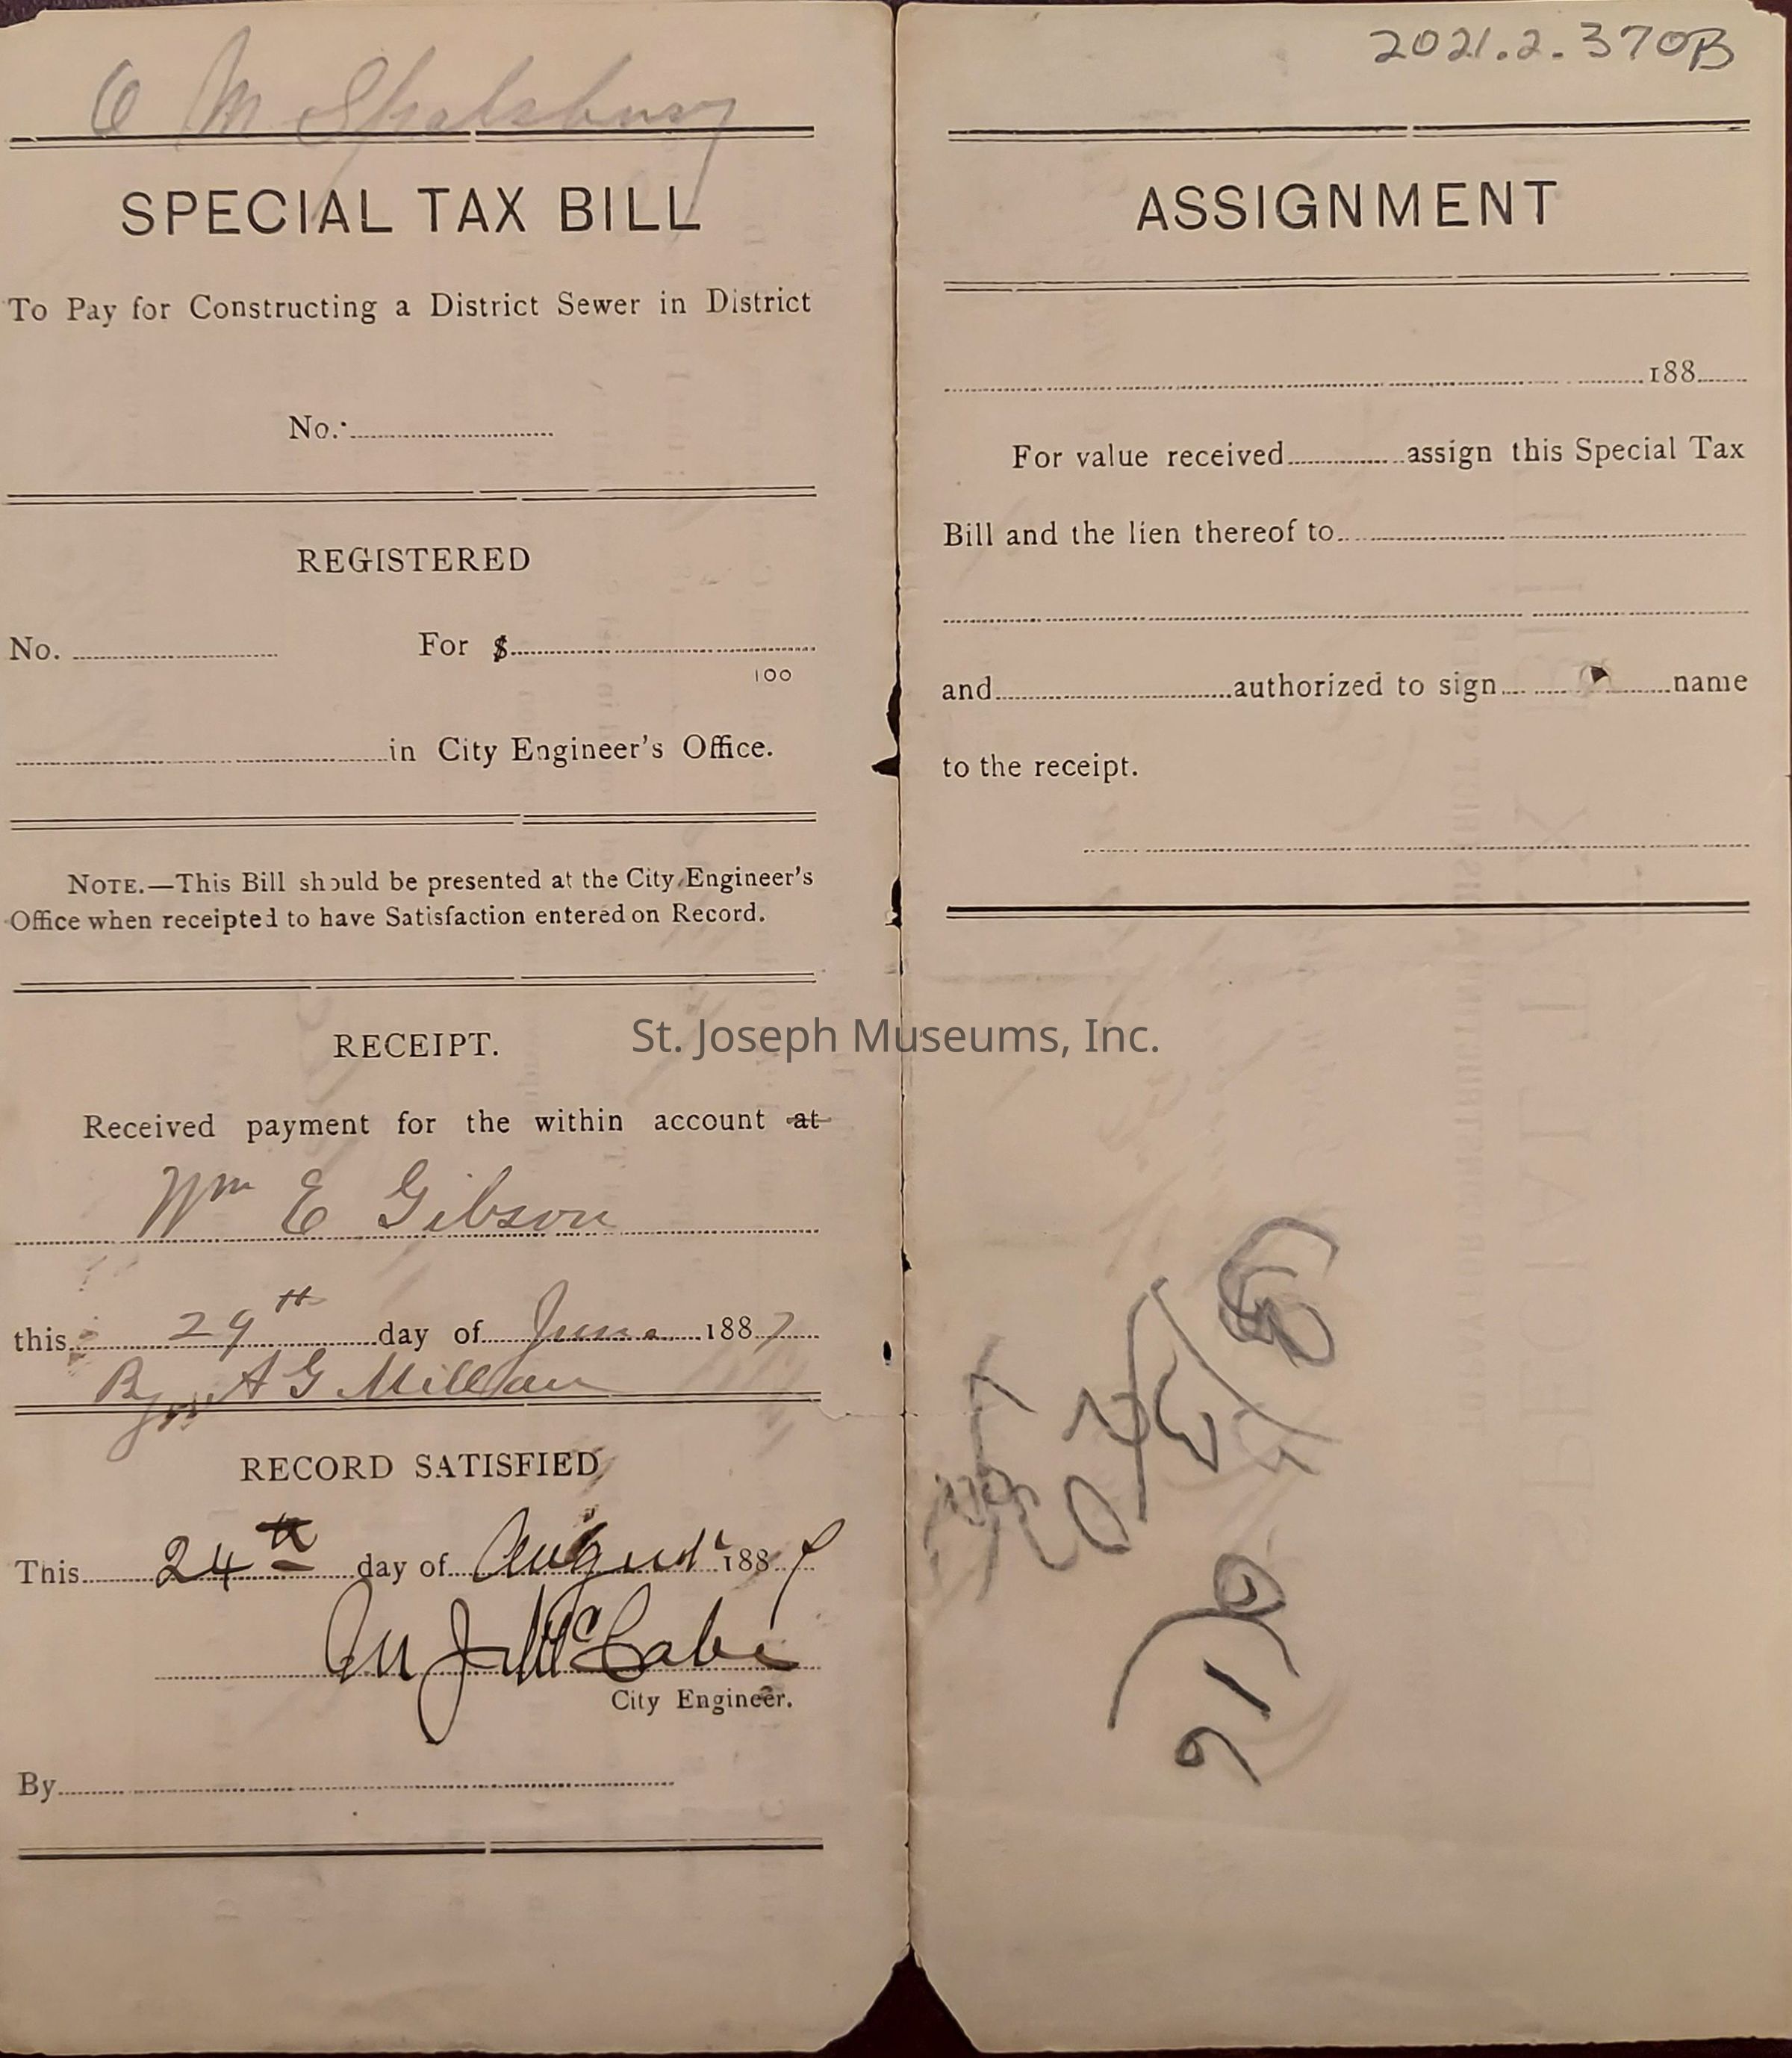 O M Spalsbury
SPECIAL TAX BILL
To Pay for Constructing a District Sewer in District
No.
REGISTERED
No. For $
100
in City Engineer's Office.
NOTE.—This Bill should be presented at the City Engineer's
Office when receipted to have Satisfaction entered on Record.
RECEIPT.
Received payment for the within account at
Wm E Gibson
this 29th day of June 1887
By A G Millan
RECORD SATISFIED
This 24th day of August 188
McCabe
City Engineer.
By
2021.2.370B
ASSIGNMENT
188
For value received assign this Special Tax
Bill and the lien thereof to
and authorized to sign name
to the receipt.
St. Joseph Museums, Inc.